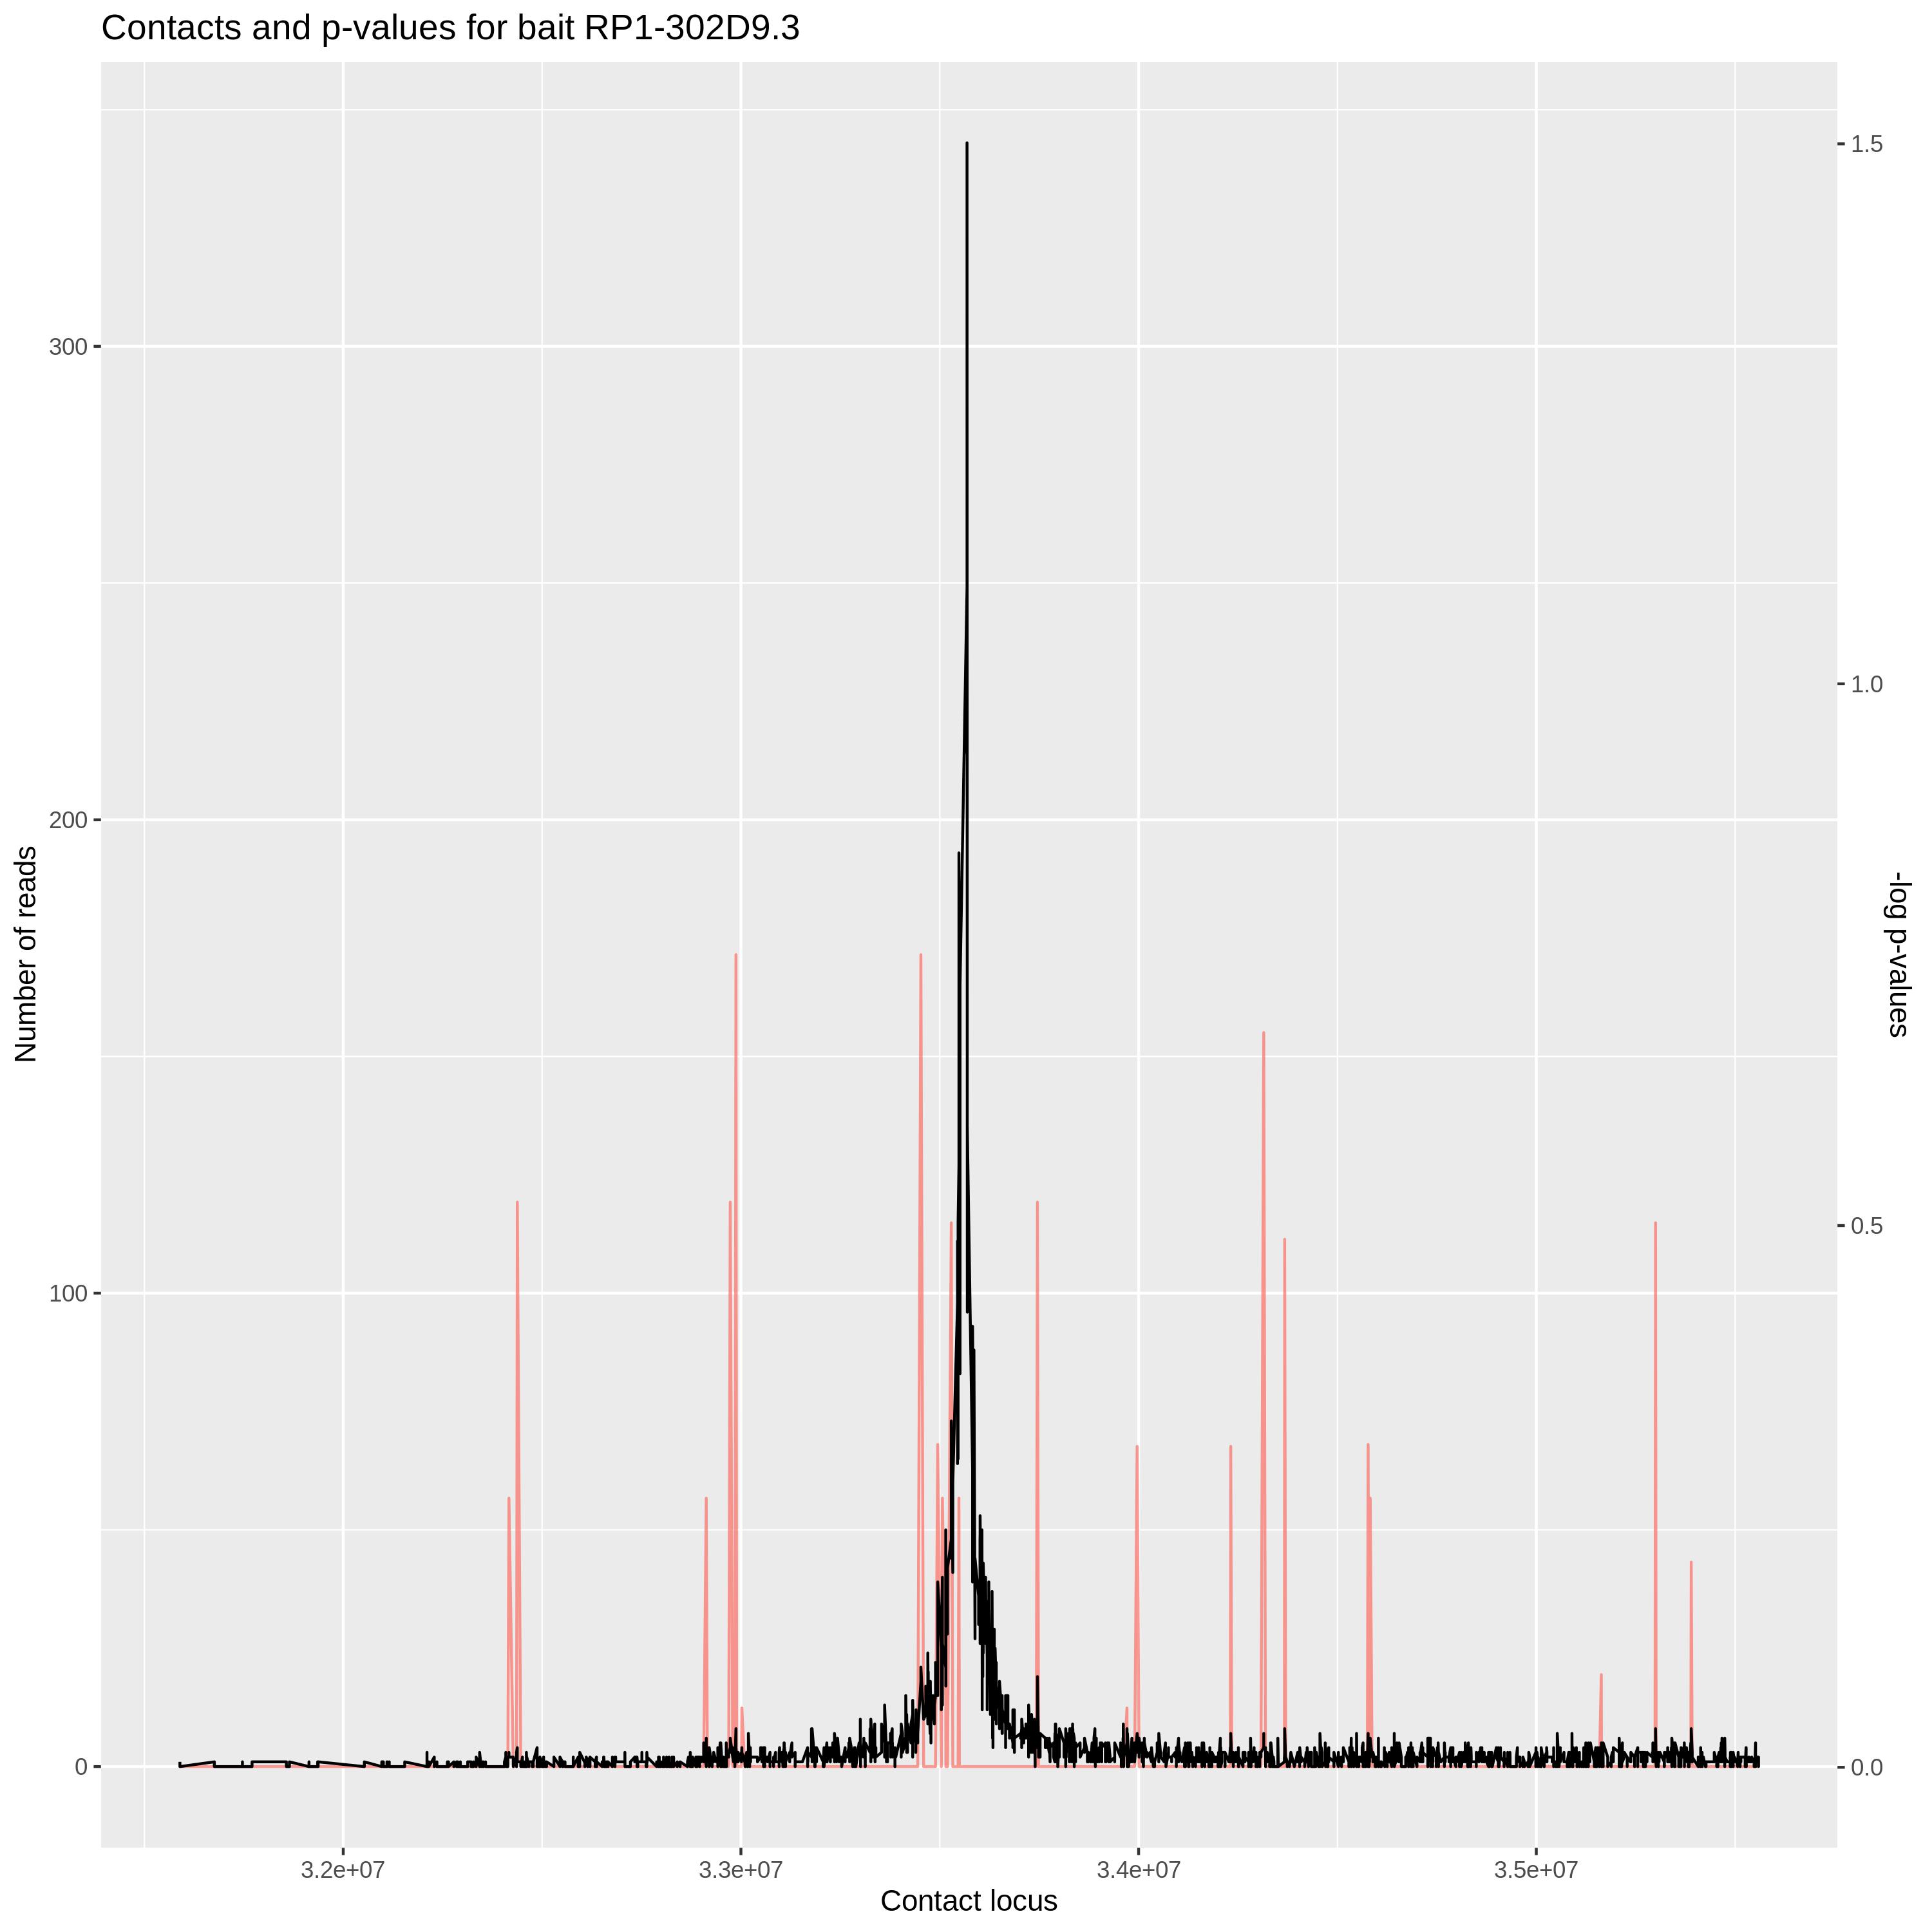 Contacts and p-values for bait RP1-302D9.3
Number of reads
300
200
100
0
1.5
1.0
0.5
0.0
-log p-values
3.2e+07
3.3e+07
3.4e+07
3.5e+07
Contact locus